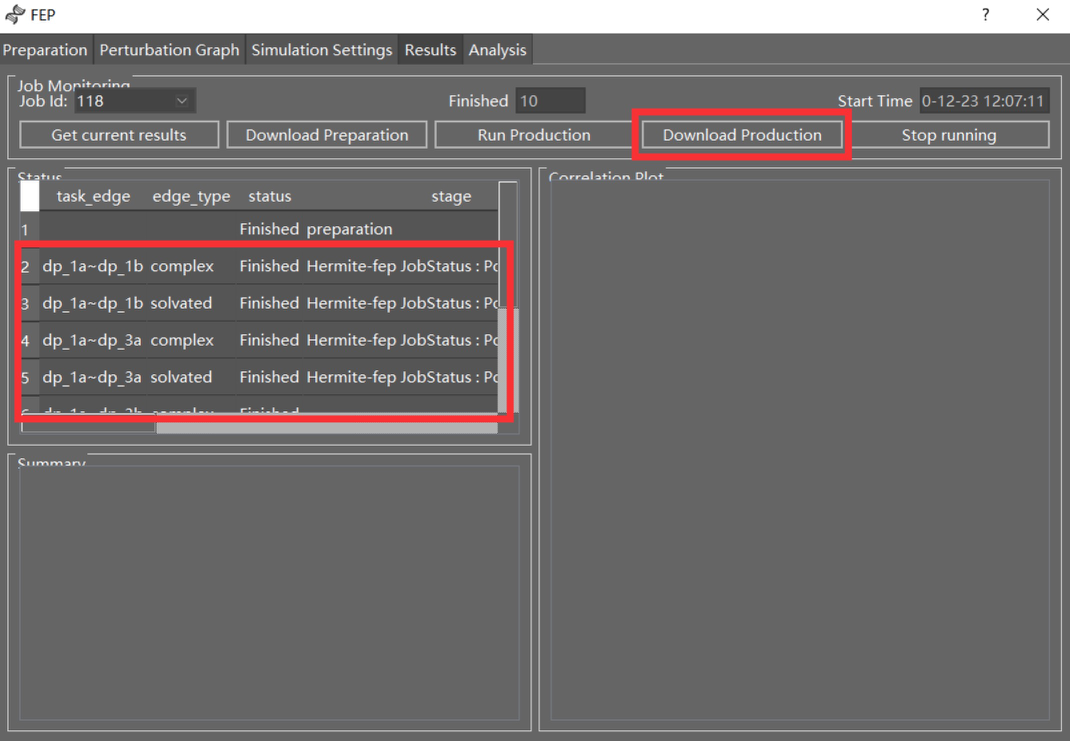 FEP ?
Preparation Perturbation Graph Simulation Settings Results Analysis
Job Monitoring
Job Id: 118 Finished 10 Start Time 0-12-23 12:07:11
Get current results Download Preparation Run Production Download Production Stop running
Status
task_edge edge_type status stage
1 Finished preparation
2 dp_1a~dp_1b complex Finished Hermite-fep JobStatus : Po
3 dp_1a~dp_1b solvated Finished Hermite-fep JobStatus : Po
4 dp_1a~dp_3a complex Finished Hermite-fep JobStatus : Po
5 dp_1a~dp_3a solvated Finished Hermite-fep JobStatus : Po
6 dp_1a~dp_3b complex Finished
Correlation Plot
Summary